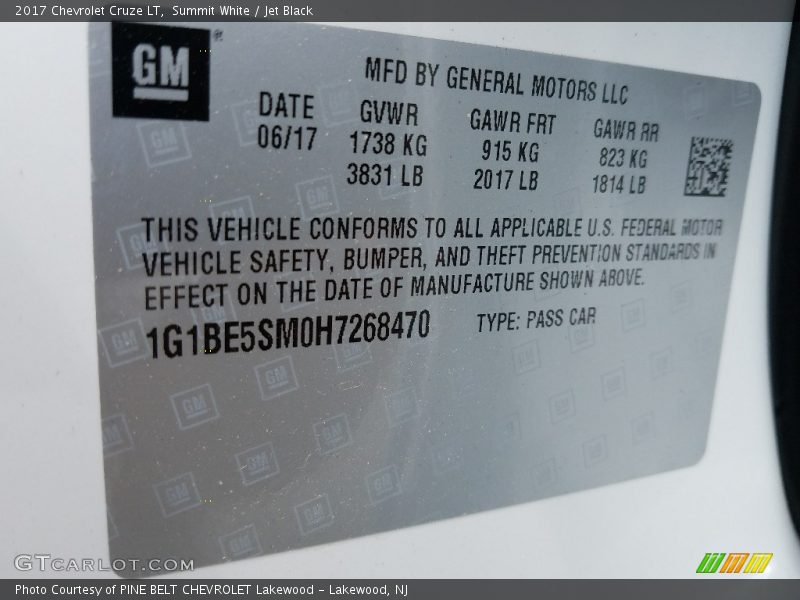 2017 Chevrolet Cruze LT, Summit White / Jet Black
GM ®
MFD BY GENERAL MOTORS LLC
DATE GVWR GAWR FRT GAWR RR
06/17 1738 KG 915 KG 823 KG
3831 LB 2017 LB 1814 LB
THIS VEHICLE CONFORMS TO ALL APPLICABLE U.S. FEDERAL MOTOR
VEHICLE SAFETY, BUMPER, AND THEFT PREVENTION STANDARDS IN
EFFECT ON THE DATE OF MANUFACTURE SHOWN ABOVE.
1G1BE5SM0H7268470 TYPE: PASS CAR
GTCARLOT.COM
Photo Courtesy of PINE BELT CHEVROLET Lakewood - Lakewood, NJ